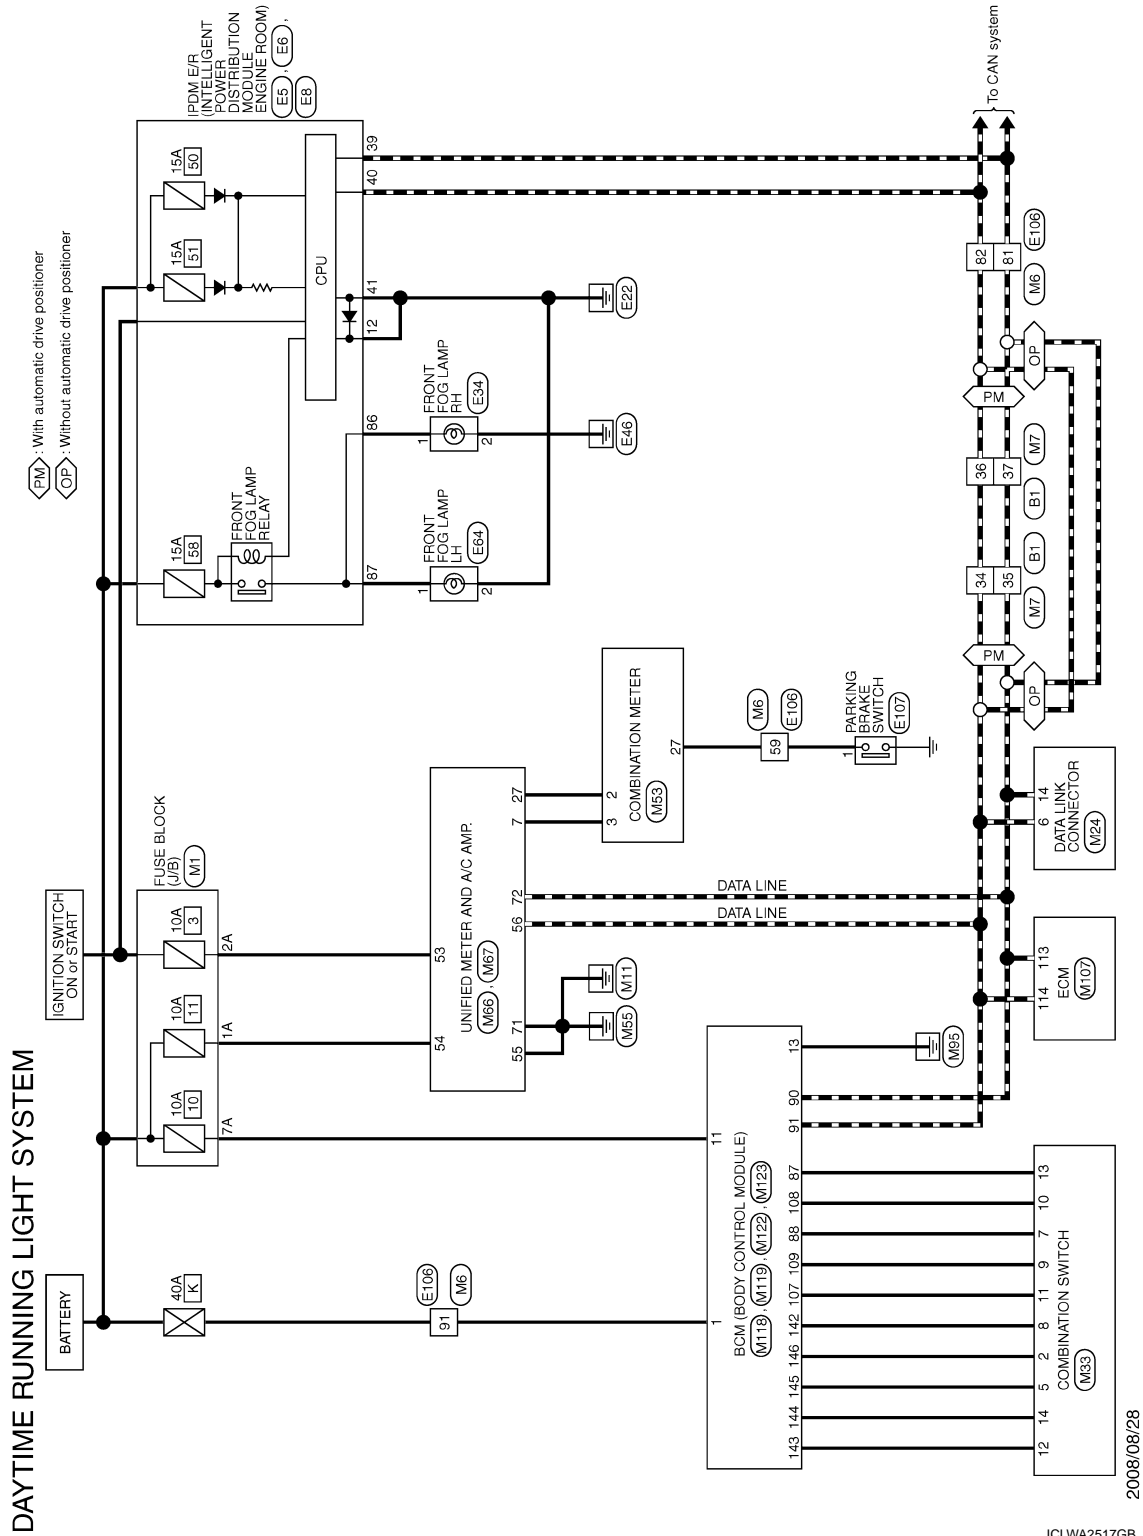 DAYTIME RUNNING LIGHT SYSTEM
PM : With automatic drive positioner
OP : Without automatic drive positioner
BATTERY
IGNITION SWITCH
ON or START
40A
K
E106
M6
91
FUSE BLOCK
(J/B)
M1
10A
10
10A
11
10A
3
7A
1A
2A
IPDM E/R
(INTELLIGENT
POWER
DISTRIBUTION
MODULE
ENGINE ROOM)
E5 , E6 ,
E8
15A
58
15A
51
15A
50
FRONT
FOG LAMP
RELAY
CPU
87
86
12
41
40
39
FRONT
FOG LAMP
LH
E64
1
2
FRONT
FOG LAMP
RH
E34
1
2
E46
E22
54
53
UNIFIED METER AND A/C AMP.
M66 , M67
55
71
56
72
7
27
M55
M11
DATA LINE
DATA LINE
3
2
COMBINATION METER
M53
27
M6
59
E106
PARKING
BRAKE
SWITCH
E107
1
1
11
BCM (BODY CONTROL MODULE)
M118 , M119 , M122 , M123
143
144
145
146
142
107
109
88
108
87
91
90
13
M95
12
14
5
2
8
11
9
7
10
13
COMBINATION SWITCH
M33
114
113
ECM
M107
6
14
DATA LINK
CONNECTOR
M24
PM
OP
34
35
M7
B1
36
37
B1
M7
PM
OP
82
81
M6
E106
To CAN system
2008/08/28
JCLWA2517GB